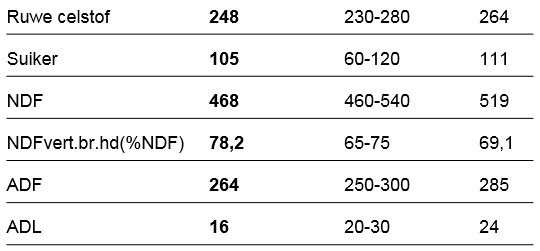 Ruwe celstof 248 230-280 264
Suiker 105 60-120 111
NDF 468 460-540 519
NDFvert.br.hd(%NDF) 78,2 65-75 69,1
ADF 264 250-300 285
ADL 16 20-30 24